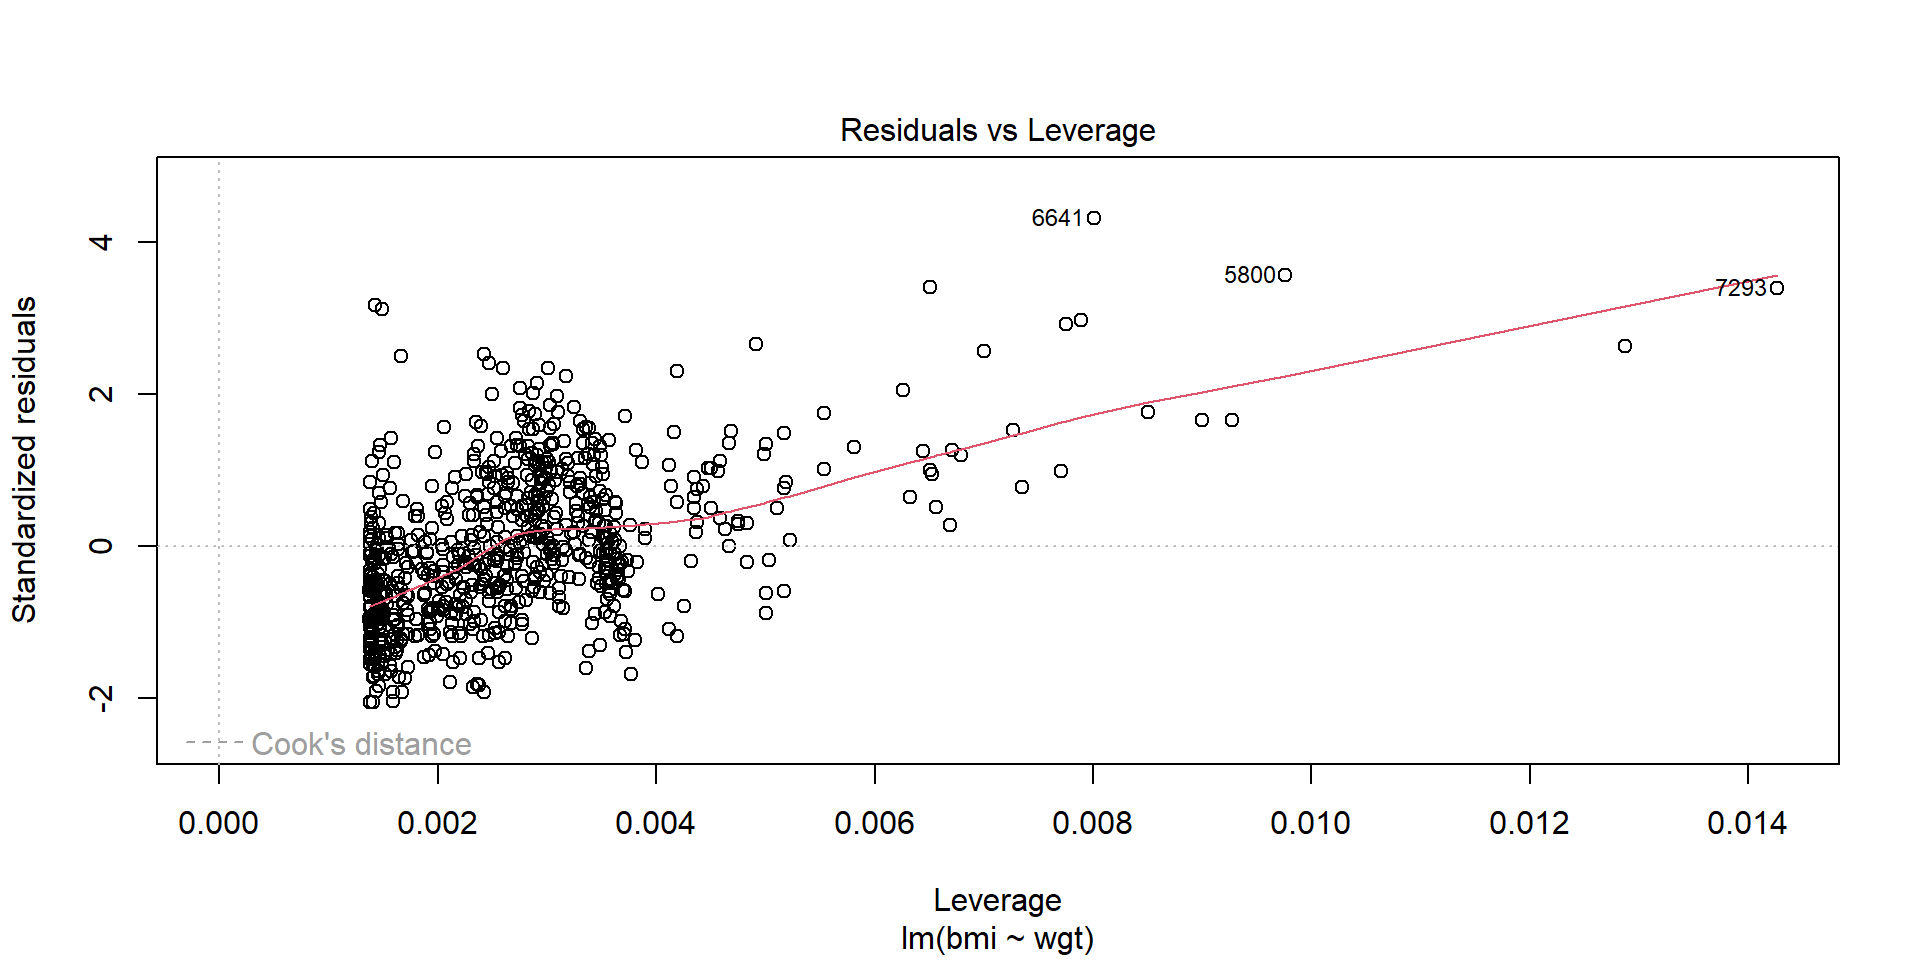 Residuals vs Leverage
Standardized residuals
4
2
0
-2
6641
5800
7293
Cook's distance
0.000 0.002 0.004 0.006 0.008 0.010 0.012 0.014
Leverage
lm(bmi ~ wgt)